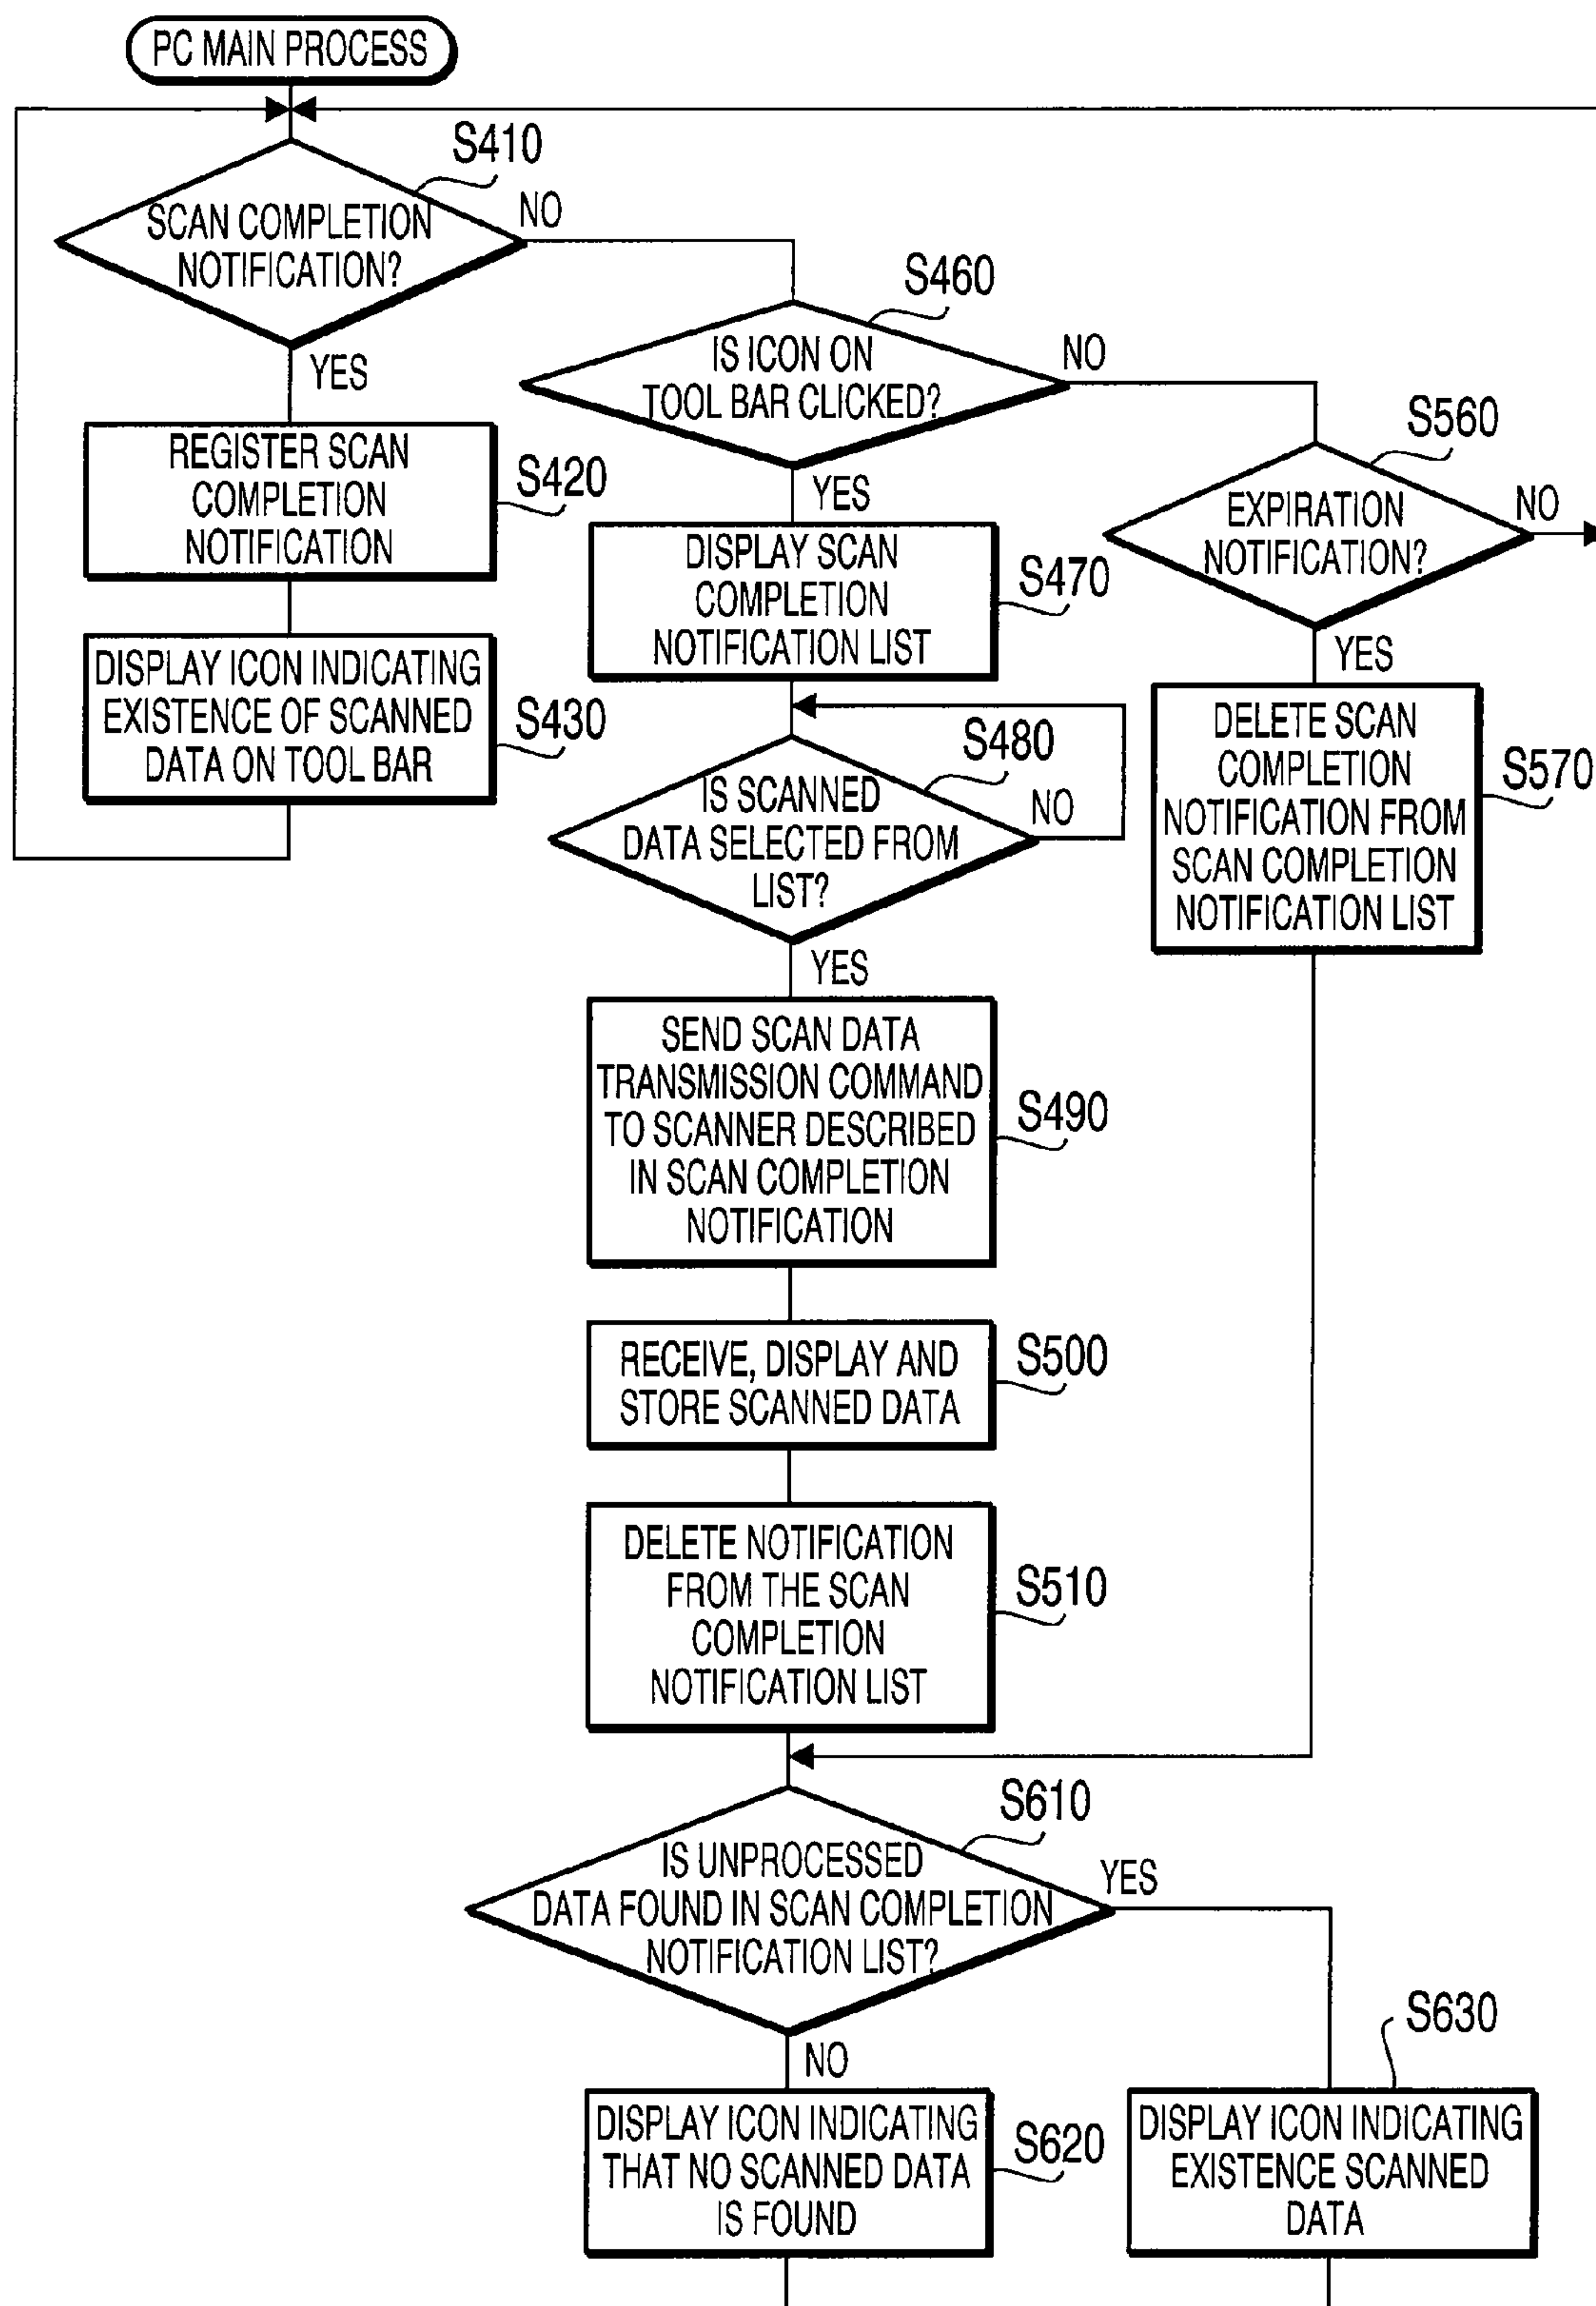 PC MAIN PROCESS
S410
SCAN COMPLETION
NOTIFICATION?
NO
YES
REGISTER SCAN
COMPLETION
NOTIFICATION
S420
DISPLAY ICON INDICATING
EXISTENCE OF SCANNED
DATA ON TOOL BAR
S430
S460
IS ICON ON
TOOL BAR CLICKED?
NO
YES
DISPLAY SCAN
COMPLETION
NOTIFICATION LIST
S470
S480
IS SCANNED
DATA SELECTED FROM
LIST?
NO
YES
SEND SCAN DATA
TRANSMISSION COMMAND
TO SCANNER DESCRIBED
IN SCAN COMPLETION
NOTIFICATION
S490
RECEIVE, DISPLAY AND
STORE SCANNED DATA
S500
DELETE NOTIFICATION
FROM THE SCAN
COMPLETION
NOTIFICATION LIST
S510
S560
EXPIRATION
NOTIFICATION?
NO
YES
DELETE SCAN
COMPLETION
NOTIFICATION FROM
SCAN COMPLETION
NOTIFICATION LIST
S570
S610
IS UNPROCESSED
DATA FOUND IN SCAN COMPLETION
NOTIFICATION LIST?
YES
NO
DISPLAY ICON INDICATING
THAT NO SCANNED DATA
IS FOUND
S620
S630
DISPLAY ICON INDICATING
EXISTENCE SCANNED
DATA